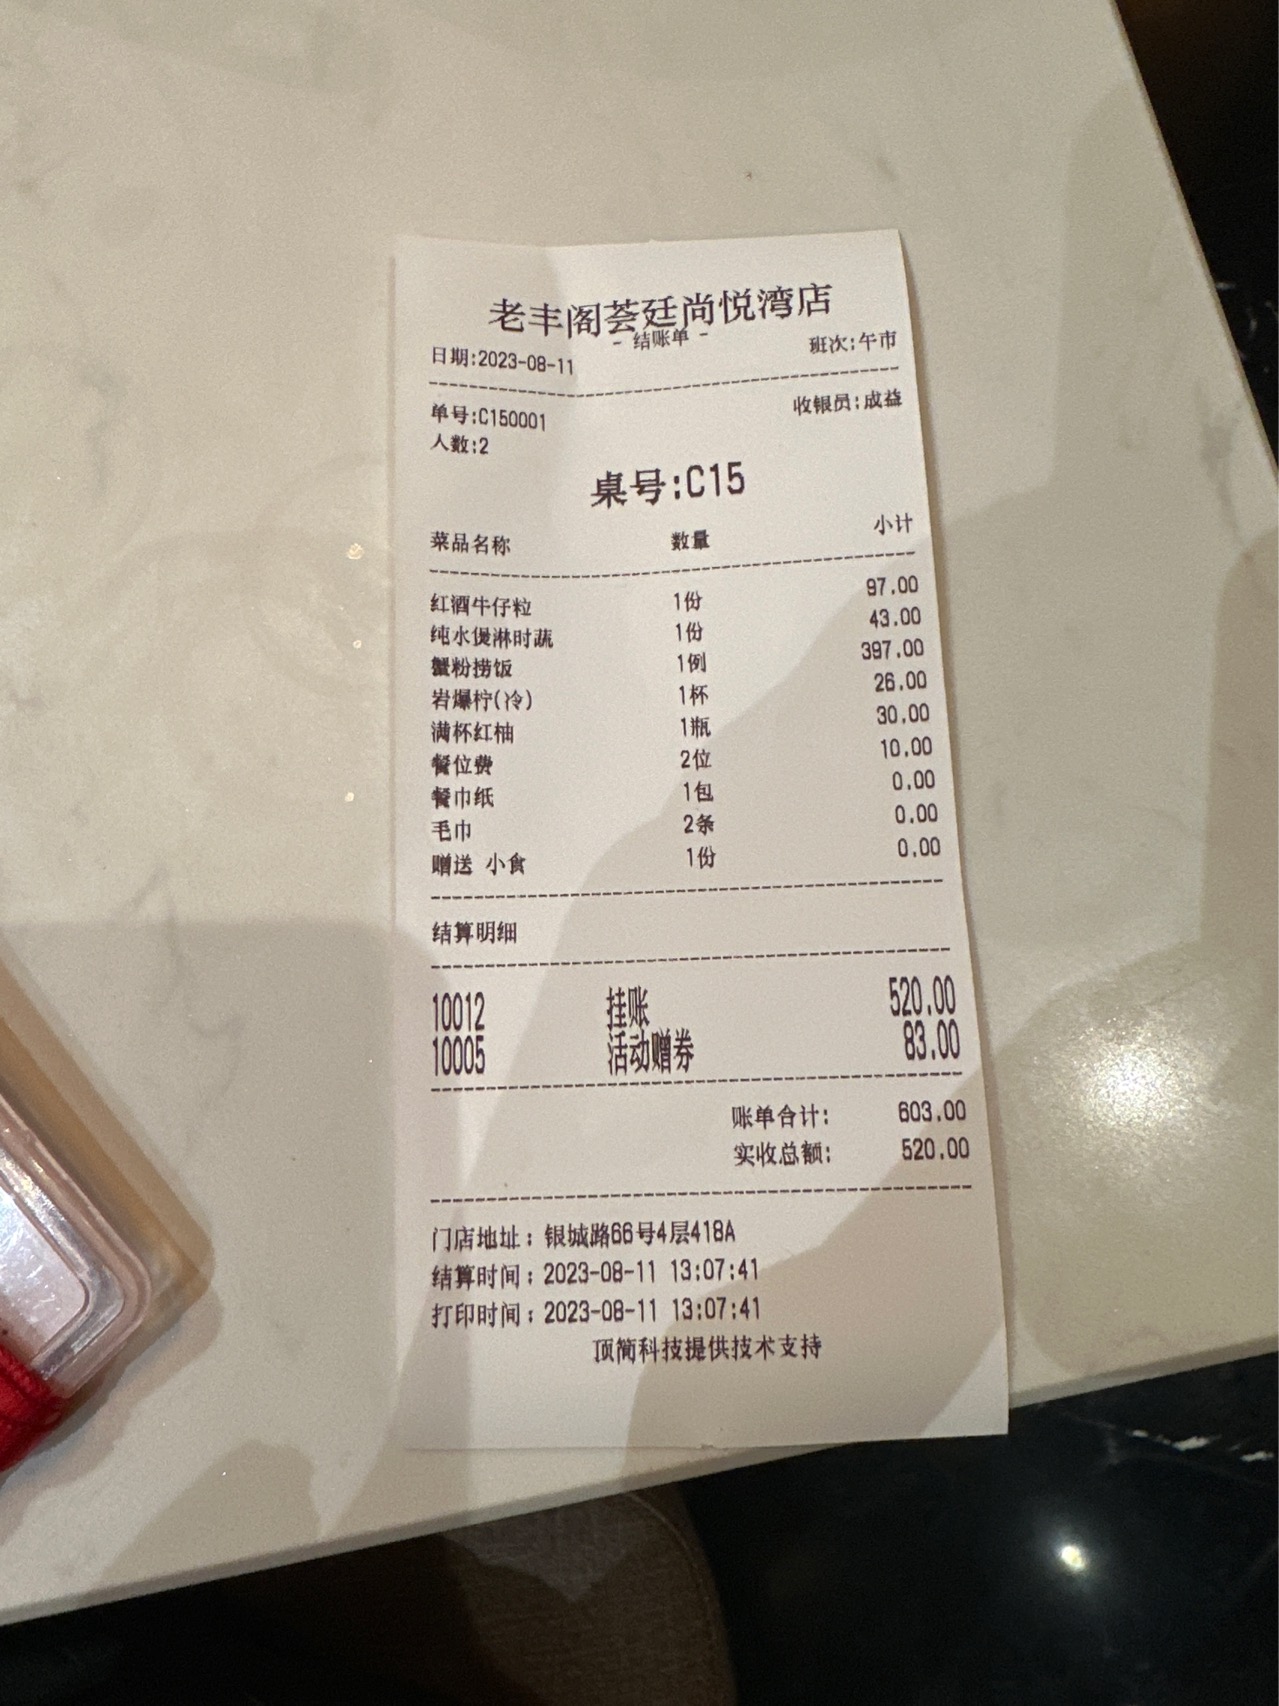 老丰阁荟廷尚悦湾店
- 结账单 -
日期:2023-08-11 班次:午市
单号:C150001 收银员:成益
人数:2
桌号:C15
菜品名称 数量 小计
红酒牛仔粒 1份 97.00
纯水煲淋时蔬 1份 43.00
蟹粉捞饭 1例 397.00
岩爆柠(冷) 1杯 26.00
满杯红柚 1瓶 30.00
餐位费 2位 10.00
餐巾纸 1包 0.00
毛巾 2条 0.00
赠送 小食 1份 0.00
结算明细
10012 挂账 520.00
10005 活动赠券 83.00
账单合计: 603.00
实收总额: 520.00
门店地址: 银城路66号4层418A
结算时间: 2023-08-11 13:07:41
打印时间: 2023-08-11 13:07:41
顶简科技提供技术支持